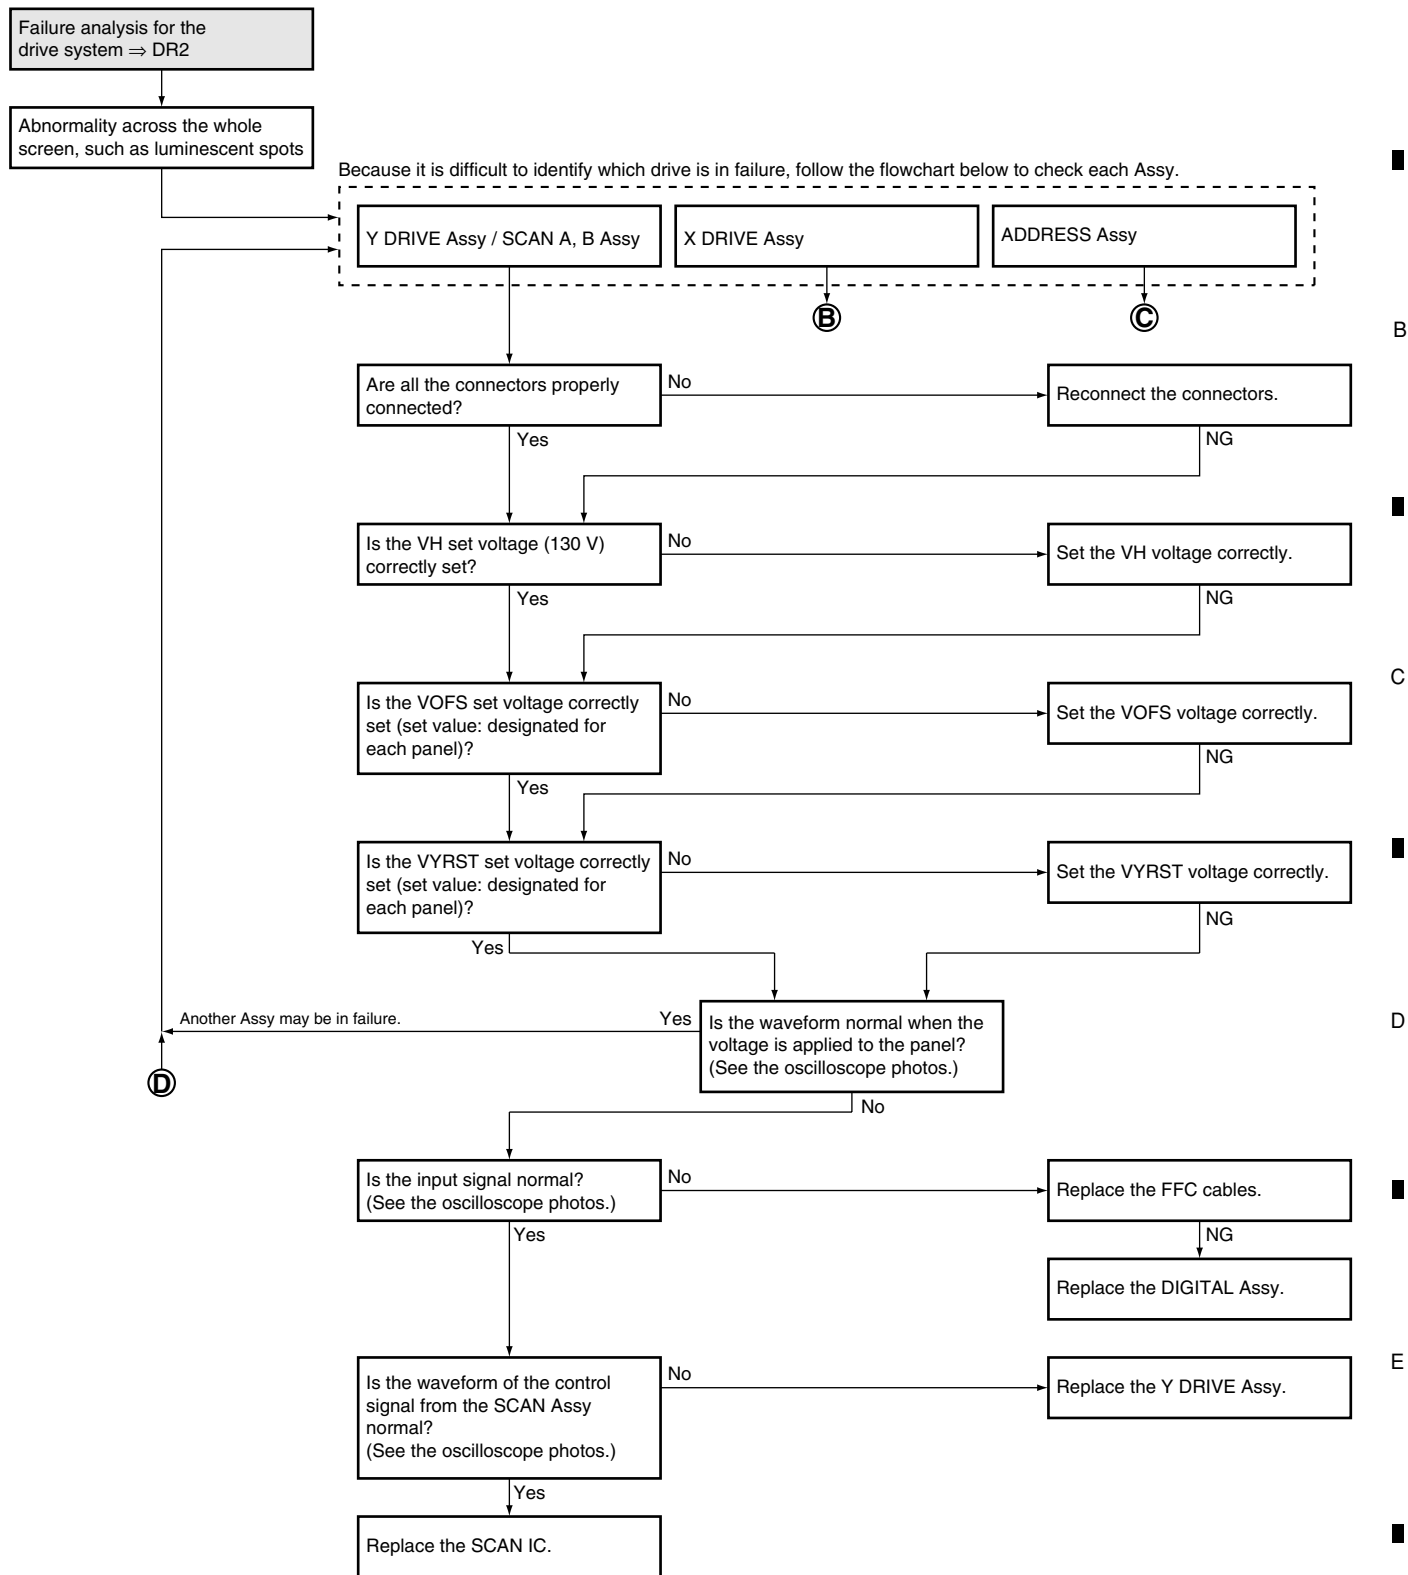 Failure analysis for the
drive system ⇒ DR2
Abnormality across the whole
screen, such as luminescent spots
Because it is difficult to identify which drive is in failure, follow the flowchart below to check each Assy.
Y DRIVE Assy / SCAN A, B Assy
X DRIVE Assy
ADDRESS Assy
B
C
B
Are all the connectors properly
connected?
No
Reconnect the connectors.
Yes
NG
Is the VH set voltage (130 V)
correctly set?
No
Set the VH voltage correctly.
Yes
NG
C
Is the VOFS set voltage correctly
set (set value: designated for
each panel)?
No
Set the VOFS voltage correctly.
Yes
NG
Is the VYRST set voltage correctly
set (set value: designated for
each panel)?
No
Set the VYRST voltage correctly.
Yes
NG
Another Assy may be in failure.
Yes
Is the waveform normal when the
voltage is applied to the panel?
(See the oscilloscope photos.)
D
D
No
Is the input signal normal?
(See the oscilloscope photos.)
No
Replace the FFC cables.
Yes
NG
Replace the DIGITAL Assy.
E
Is the waveform of the control
signal from the SCAN Assy
normal?
(See the oscilloscope photos.)
No
Replace the Y DRIVE Assy.
Yes
Replace the SCAN IC.